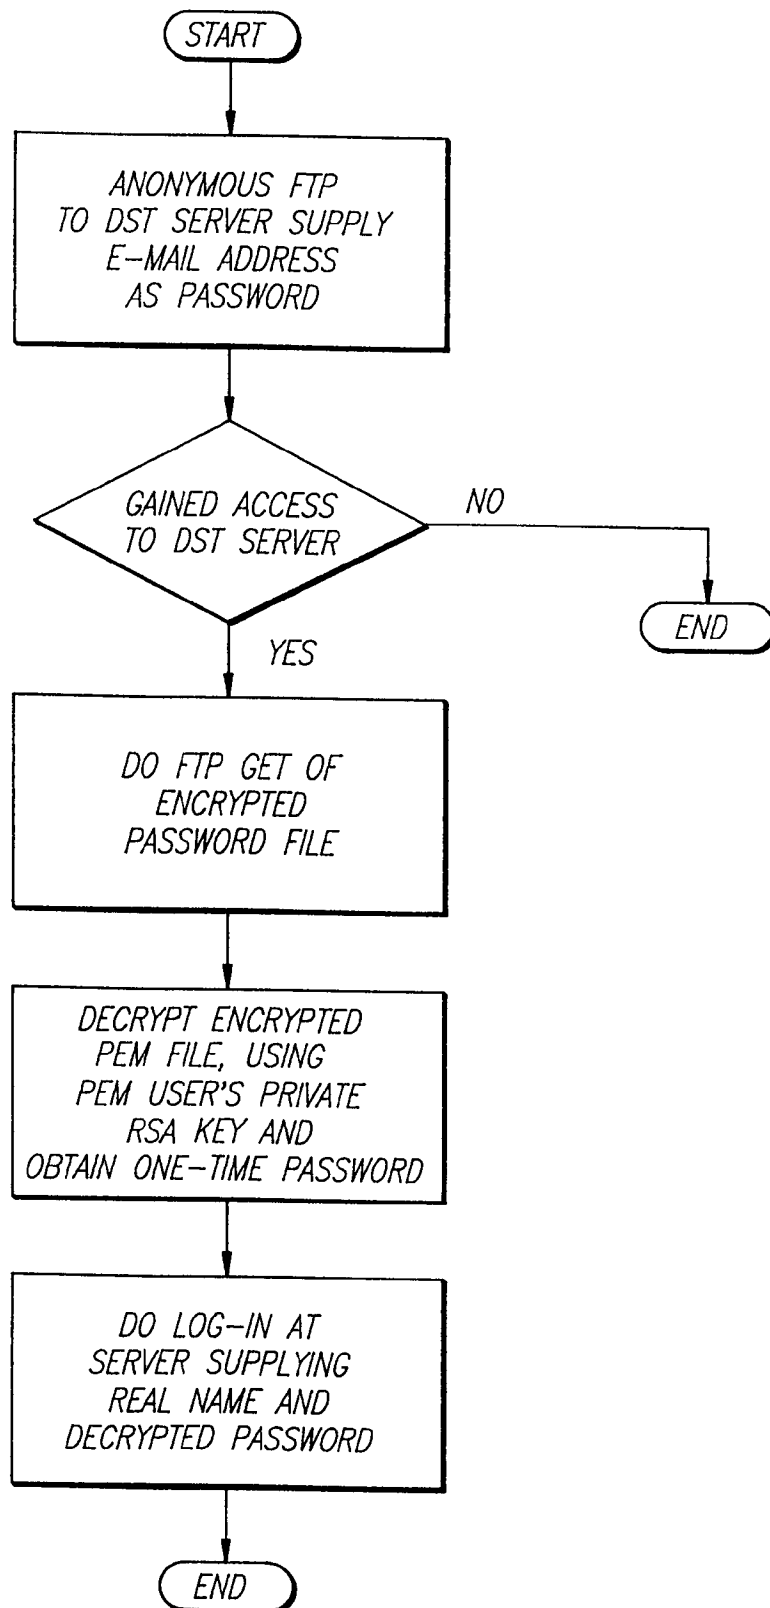 START
ANONYMOUS FTP
TO DST SERVER SUPPLY
E-MAIL ADDRESS
AS PASSWORD
GAINED ACCESS
TO DST SERVER
NO
END
YES
DO FTP GET OF
ENCRYPTED
PASSWORD FILE
DECRYPT ENCRYPTED
PEM FILE, USING
PEM USER'S PRIVATE
RSA KEY AND
OBTAIN ONE-TIME PASSWORD
DO LOG-IN AT
SERVER SUPPLYING
REAL NAME AND
DECRYPTED PASSWORD
END